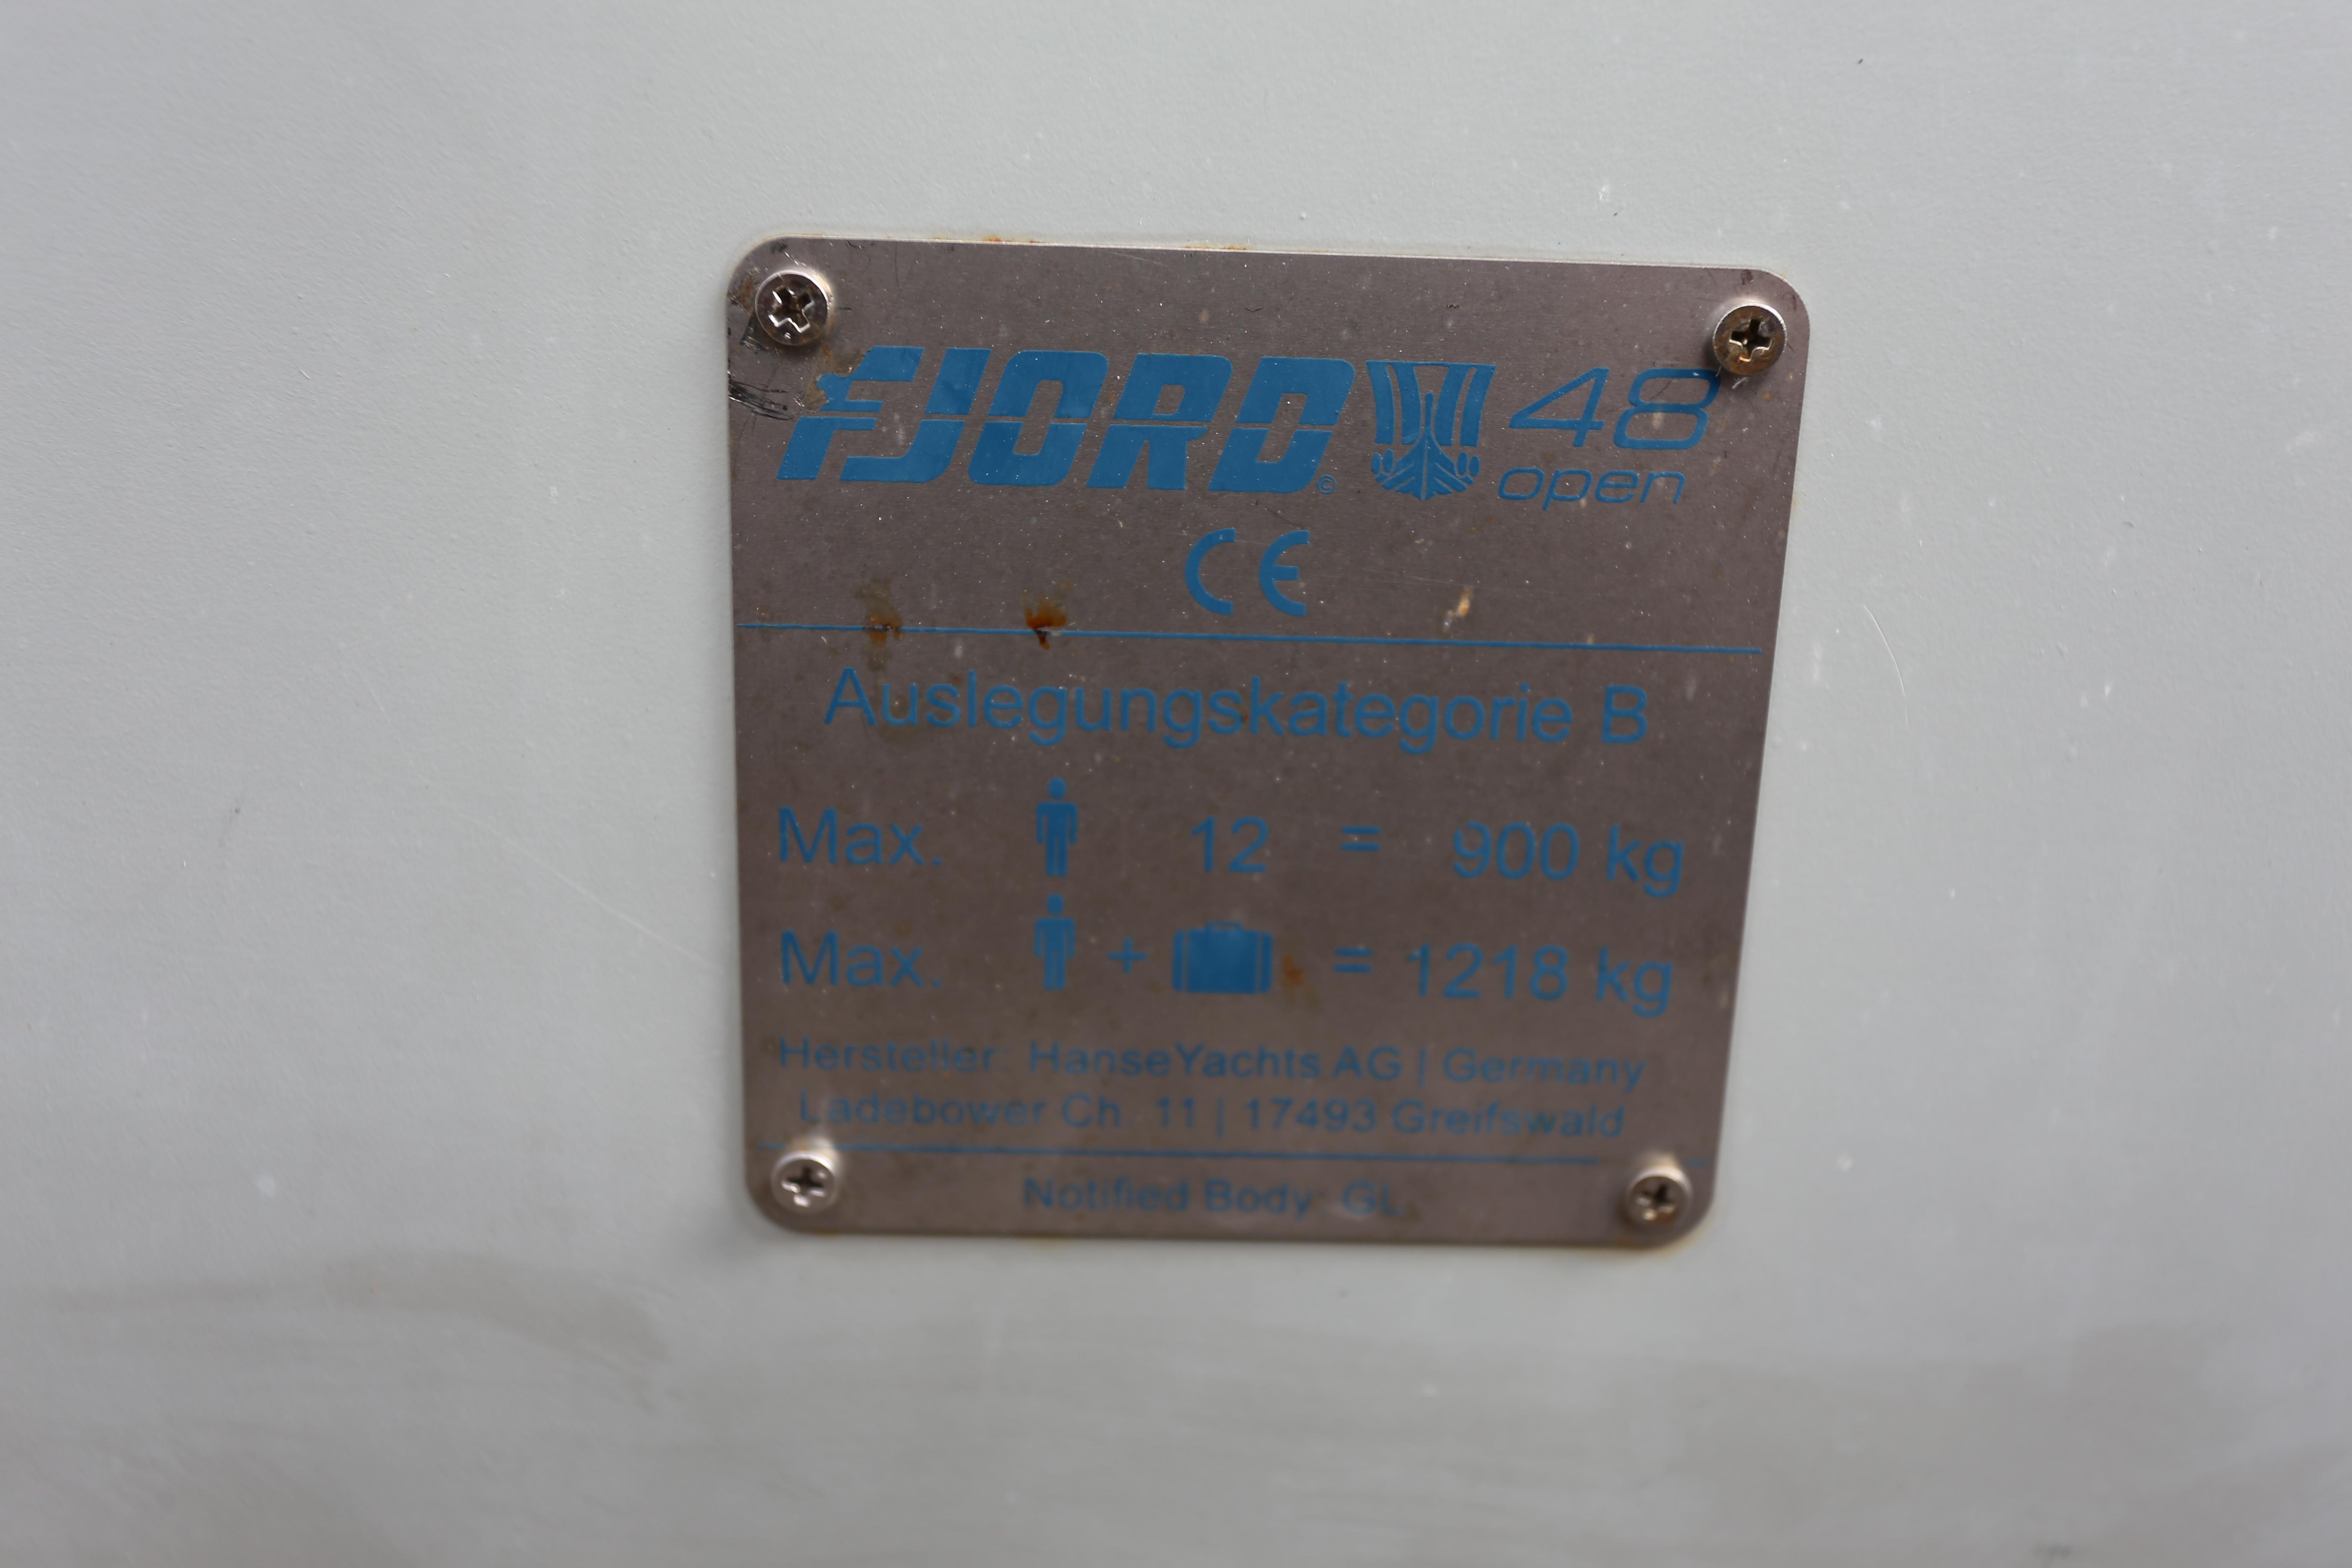 FJORD© 48
open
CE
Auslegungskategorie B
Max. 12 = 900 kg
Max. + = 1218 kg
Hersteller: HanseYachts AG | Germany
Ladebower Ch. 11 | 17493 Greifswald
Notified Body: GL